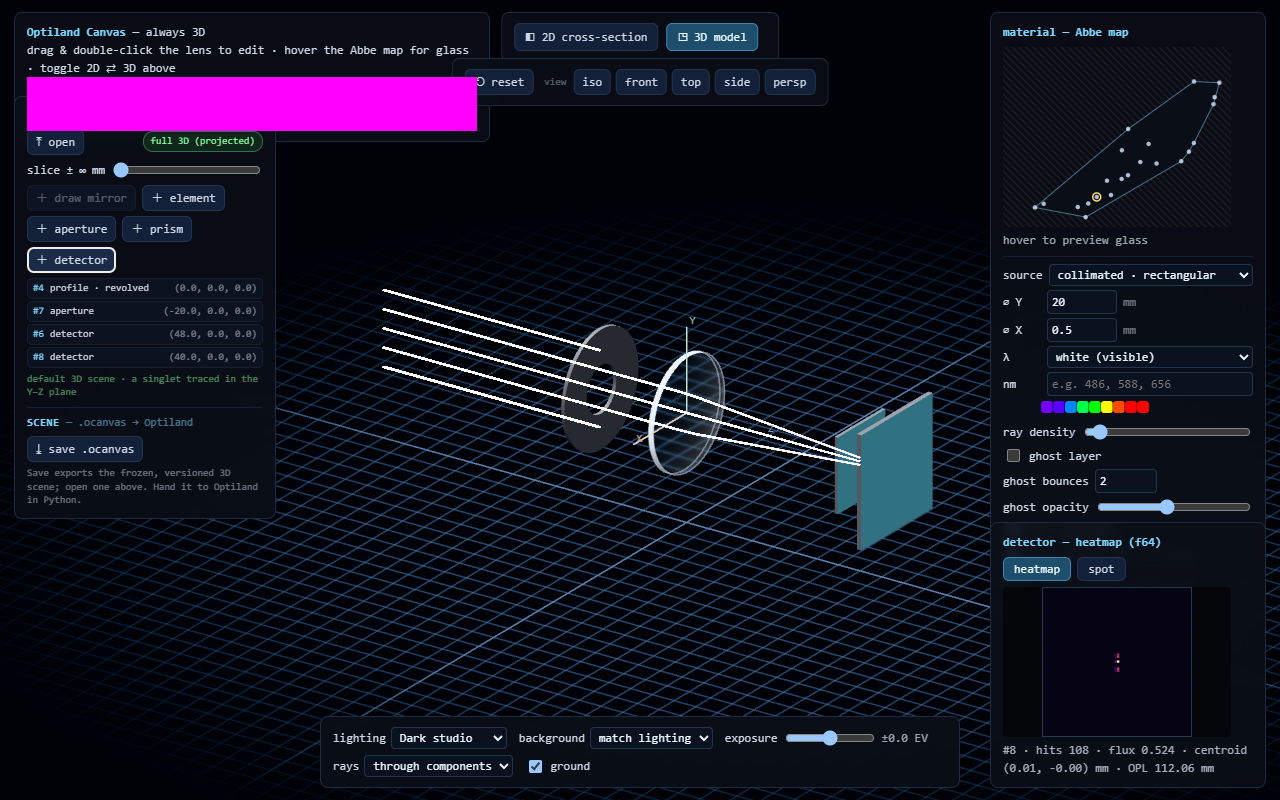 Optiland Canvas — always 3D
drag & double-click the lens to edit · hover the Abbe map for glass
· toggle 2D ⇄ 3D above
◧ 2D cross-section
◳ 3D model
reset
view
iso
front
top
side
persp
⤒ open
full 3D (projected)
slice ± ∞ mm
+ draw mirror
+ element
+ aperture
+ prism
+ detector
#4 profile · revolved (0.0, 0.0, 0.0)
#7 aperture (-20.0, 0.0, 0.0)
#6 detector (48.0, 0.0, 0.0)
#8 detector (40.0, 0.0, 0.0)
default 3D scene · a singlet traced in the
Y–Z plane
SCENE — .ocanvas → Optiland
⤓ save .ocanvas
Save exports the frozen, versioned 3D
scene; open one above. Hand it to Optiland
in Python.
Y
X
material — Abbe map
hover to preview glass
source collimated · rectangular
⌀ Y 20 mm
⌀ X 0.5 mm
λ white (visible)
nm e.g. 486, 588, 656
ray density
ghost layer
ghost bounces 2
ghost opacity
detector — heatmap (f64)
heatmap
spot
#8 · hits 108 · flux 0.524 · centroid
(0.01, -0.00) mm · OPL 112.06 mm
lighting Dark studio background match lighting exposure ±0.0 EV
rays through components ground